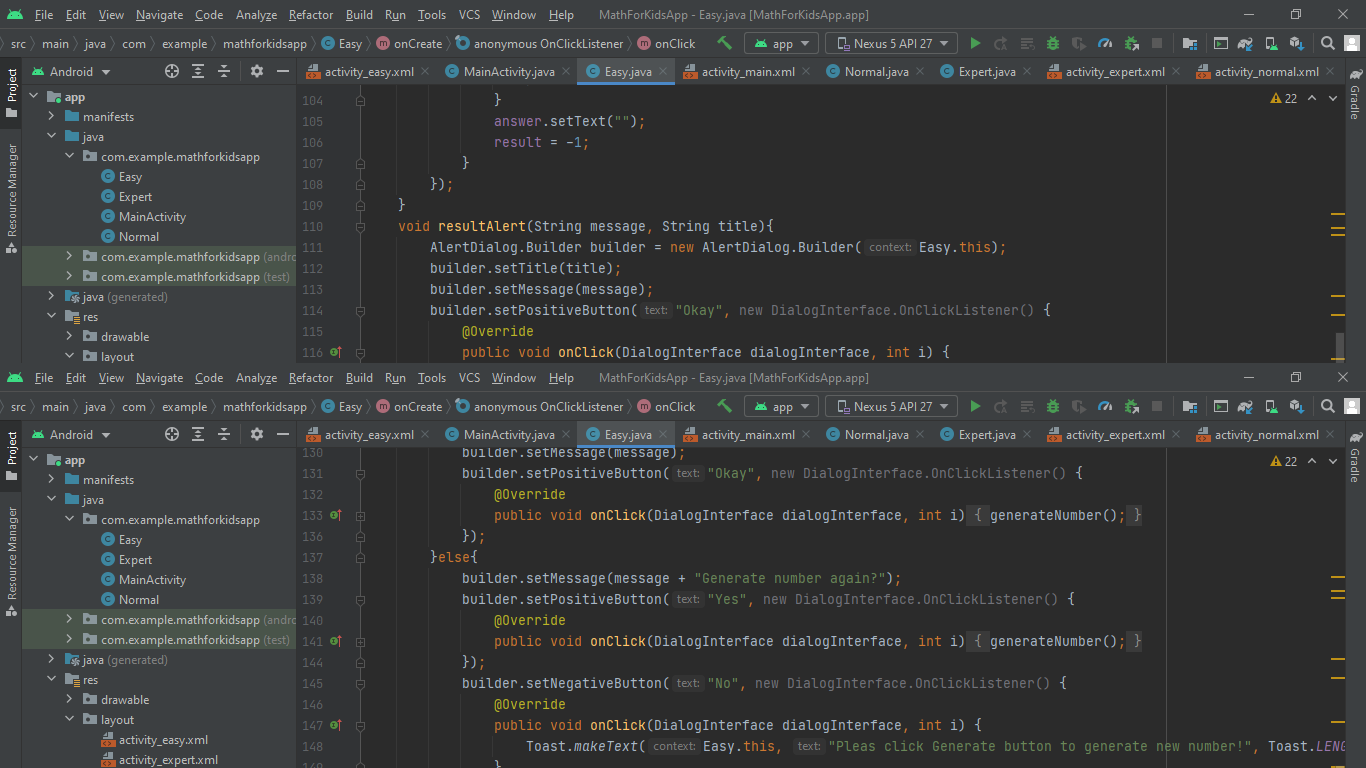 File Edit View Navigate Code Analyze Refactor Build Run Tools VCS Window Help MathForKidsApp - Easy.java [MathForKidsApp.app]
src main java com example mathforkidsapp Easy onCreate anonymous OnClickListener onClick app Nexus 5 API 27
Project
Resource Manager
Android
app
manifests
java
com.example.mathforkidsapp
Easy
Expert
MainActivity
Normal
com.example.mathforkidsapp (andro
com.example.mathforkidsapp (test)
java (generated)
res
drawable
layout
activity_easy.xml MainActivity.java Easy.java activity_main.xml Normal.java Expert.java activity_expert.xml activity_normal.xml
Gradle
22
104 }
105 answer.setText("");
106 result = -1;
107 }
108 });
109 }
110 void resultAlert(String message, String title){
111 AlertDialog.Builder builder = new AlertDialog.Builder( context: Easy.this);
112 builder.setTitle(title);
113 builder.setMessage(message);
114 builder.setPositiveButton( text: "Okay", new DialogInterface.OnClickListener() {
115 @Override
116 public void onClick(DialogInterface dialogInterface, int i) {
File Edit View Navigate Code Analyze Refactor Build Run Tools VCS Window Help MathForKidsApp - Easy.java [MathForKidsApp.app]
src main java com example mathforkidsapp Easy onCreate anonymous OnClickListener onClick app Nexus 5 API 27
Project
Resource Manager
Android
app
manifests
java
com.example.mathforkidsapp
Easy
Expert
MainActivity
Normal
com.example.mathforkidsapp (andro
com.example.mathforkidsapp (test)
java (generated)
res
drawable
layout
activity_easy.xml
activity_expert.xml
activity_easy.xml MainActivity.java Easy.java activity_main.xml Normal.java Expert.java activity_expert.xml activity_normal.xml
Gradle
22
130 builder.setMessage(message);
131 builder.setPositiveButton( text: "Okay", new DialogInterface.OnClickListener() {
132 @Override
133 public void onClick(DialogInterface dialogInterface, int i) { generateNumber(); }
136 });
137 }else{
138 builder.setMessage(message + "Generate number again?");
139 builder.setPositiveButton( text: "Yes", new DialogInterface.OnClickListener() {
140 @Override
141 public void onClick(DialogInterface dialogInterface, int i) { generateNumber(); }
144 });
145 builder.setNegativeButton( text: "No", new DialogInterface.OnClickListener() {
146 @Override
147 public void onClick(DialogInterface dialogInterface, int i) {
148 Toast.makeText( context: Easy.this, text: "Pleas click Generate button to generate new number!", Toast.LENG
149 }